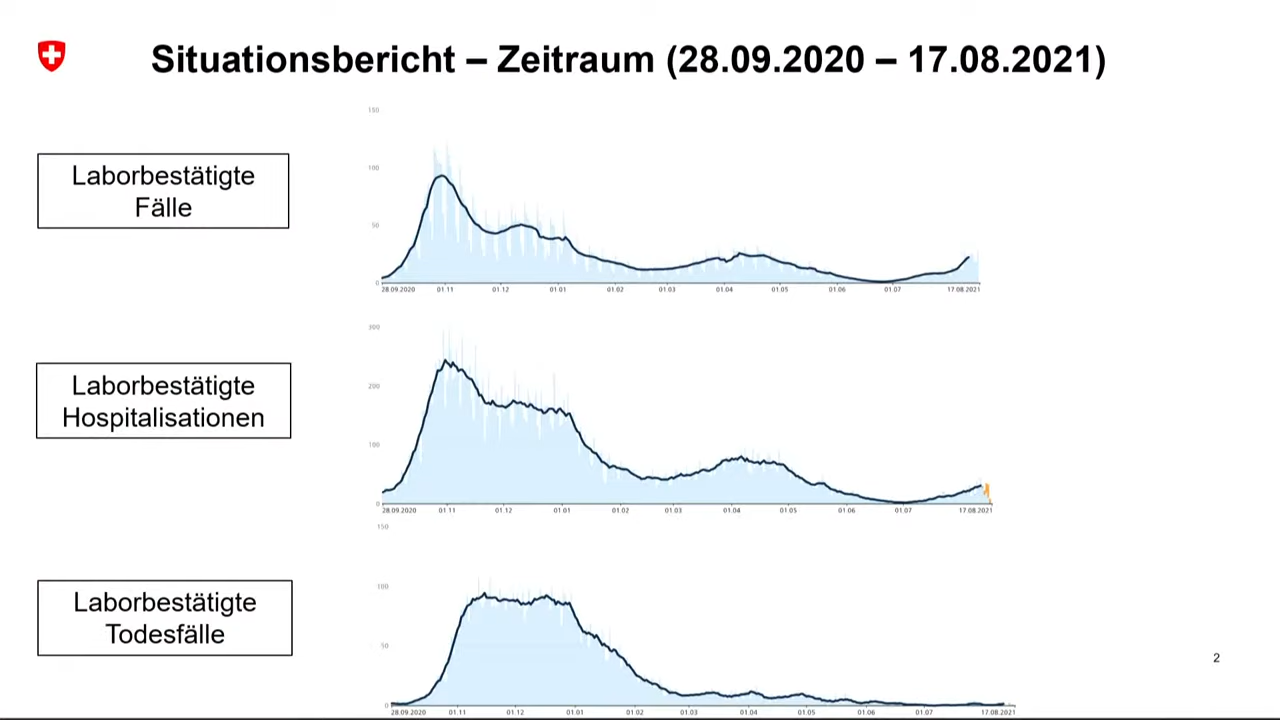 Situationsbericht – Zeitraum (28.09.2020 – 17.08.2021)
Laborbestätigte
Fälle
150
100
50
0
28.09.2020 01.11 01.12 01.01 01.02 01.03 01.04 01.05 01.06 01.07 17.08.2021
Laborbestätigte
Hospitalisationen
300
200
100
0
28.09.2020 01.11 01.12 01.01 01.02 01.03 01.04 01.05 01.06 01.07 17.08.2021
Laborbestätigte
Todesfälle
150
100
50
0
28.09.2020 01.11 01.12 01.01 01.02 01.03 01.04 01.05 01.06 01.07 17.08.2021
2